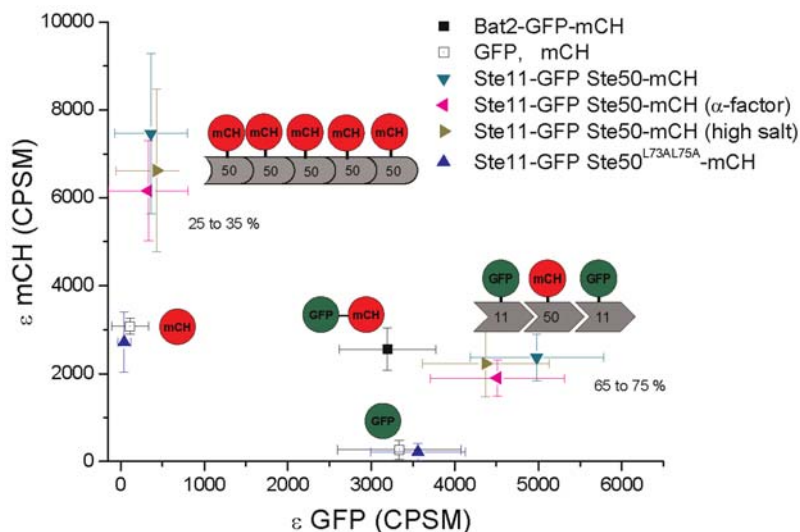 10000
8000
6000
4000
2000
0
ε mCH (CPSM)
0 1000 2000 3000 4000 5000 6000
ε GFP (CPSM)
Bat2-GFP-mCH
GFP, mCH
Ste11-GFP Ste50-mCH
Ste11-GFP Ste50-mCH (α-factor)
Ste11-GFP Ste50-mCH (high salt)
Ste11-GFP Ste50L73AL75A-mCH
mCH mCH mCH mCH mCH
50 50 50 50 50
25 to 35 %
mCH
GFP mCH
GFP mCH GFP
11 50 11
65 to 75 %
GFP